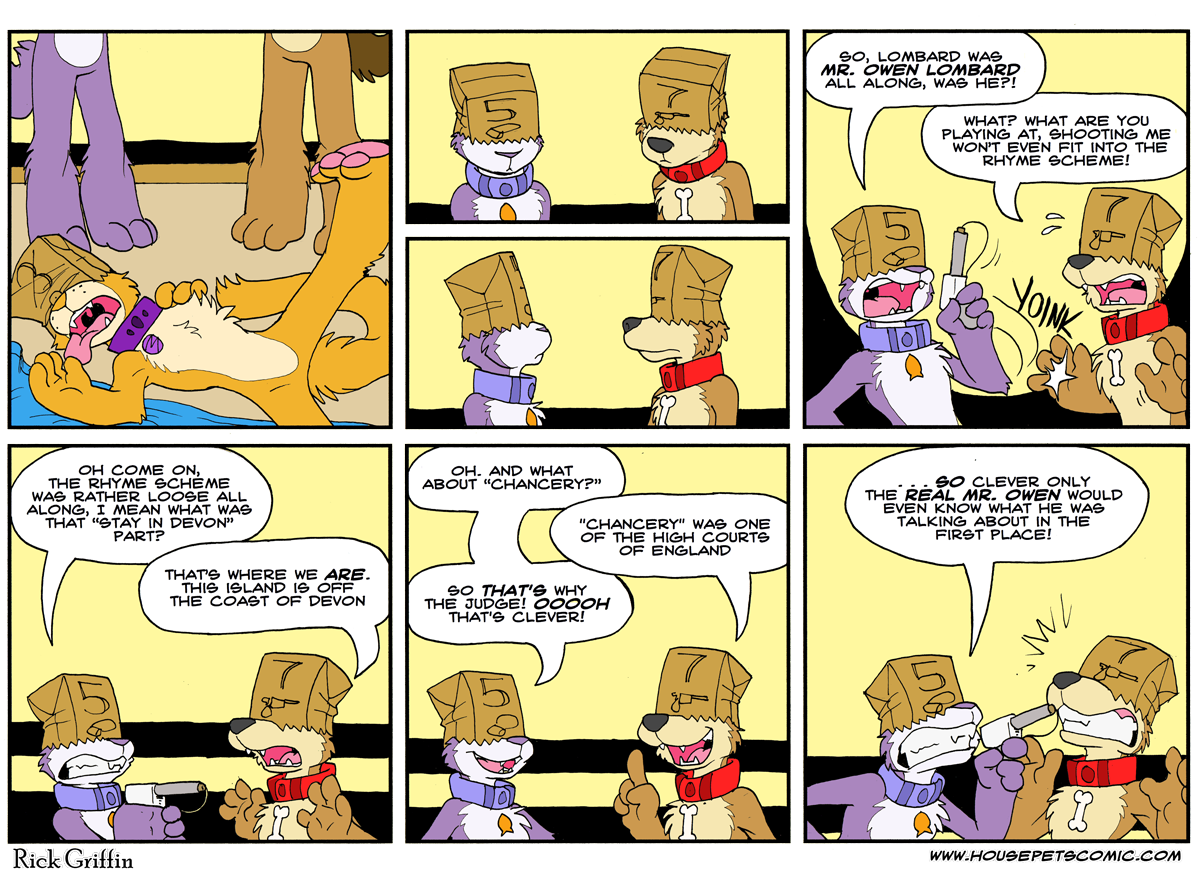 5
7
SO, LOMBARD WAS
MR. OWEN LOMBARD
ALL ALONG, WAS HE?!
WHAT? WHAT ARE YOU
PLAYING AT, SHOOTING ME
WON'T EVEN FIT INTO THE
RHYME SCHEME!
5
7
YOINK
OH COME ON,
THE RHYME SCHEME
WAS RATHER LOOSE ALL
ALONG, I MEAN WHAT WAS
THAT "STAY IN DEVON"
PART?
THAT'S WHERE WE ARE.
THIS ISLAND IS OFF
THE COAST OF DEVON
5
7
OH. AND WHAT
ABOUT "CHANCERY?"
"CHANCERY" WAS ONE
OF THE HIGH COURTS
OF ENGLAND
SO THAT'S WHY
THE JUDGE! OOOOH
THAT'S CLEVER!
5
7
. . . SO CLEVER ONLY
THE REAL MR. OWEN WOULD
EVEN KNOW WHAT HE WAS
TALKING ABOUT IN THE
FIRST PLACE!
5
7
Rick Griffin
WWW.HOUSEPETSCOMIC.COM